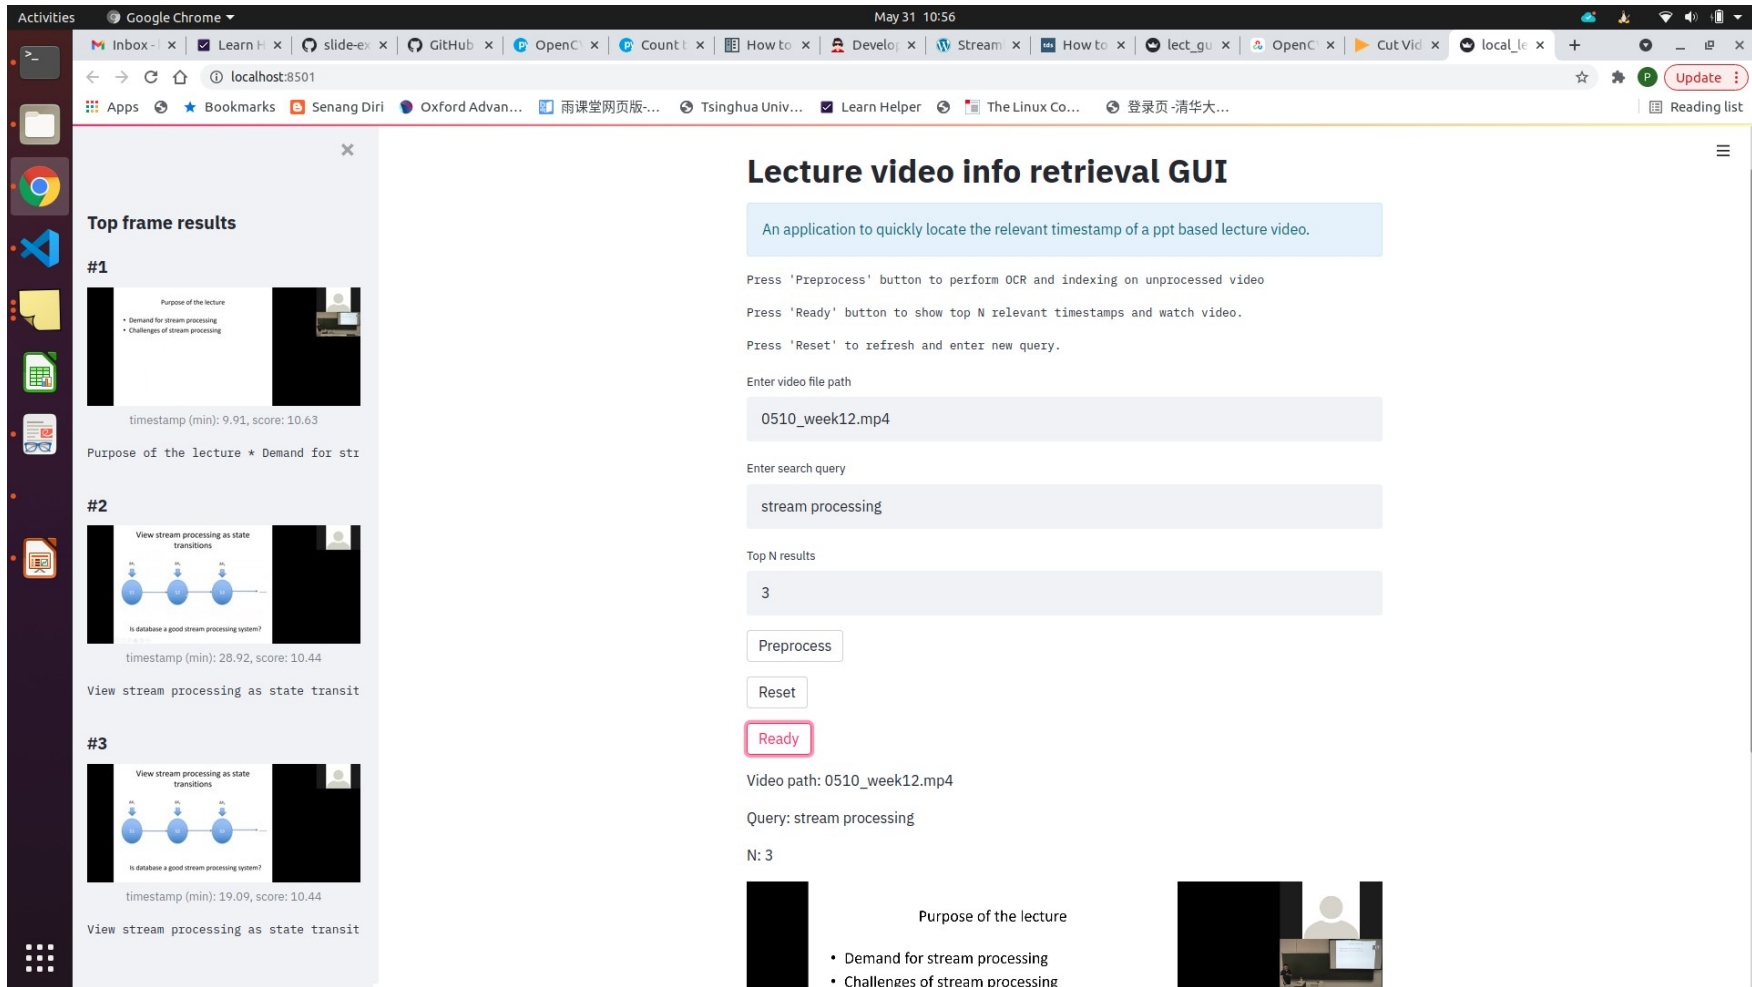 Activities
Google Chrome
May 31 10:56
Inbox -
Learn H
slide-ex
GitHub
OpenC
Count t
How to
Develop
Stream
How to
lect_gu
OpenC
Cut Vid
local_le
localhost:8501
P
Update
Apps
Bookmarks
Senang Diri
Oxford Advan...
雨课堂网页版-...
Tsinghua Univ...
Learn Helper
The Linux Co...
登录页 -清华大...
Reading list
Top frame results
#1
Purpose of the lecture
• Demand for stream processing
• Challenges of stream processing
timestamp (min): 9.91, score: 10.63
Purpose of the lecture * Demand for str
#2
View stream processing as state
transitions
Is database a good stream processing system?
timestamp (min): 28.92, score: 10.44
View stream processing as state transit
#3
View stream processing as state
transitions
Is database a good stream processing system?
timestamp (min): 19.09, score: 10.44
View stream processing as state transit
Lecture video info retrieval GUI
An application to quickly locate the relevant timestamp of a ppt based lecture video.
Press 'Preprocess' button to perform OCR and indexing on unprocessed video
Press 'Ready' button to show top N relevant timestamps and watch video.
Press 'Reset' to refresh and enter new query.
Enter video file path
0510_week12.mp4
Enter search query
stream processing
Top N results
3
Preprocess
Reset
Ready
Video path: 0510_week12.mp4
Query: stream processing
N: 3
Purpose of the lecture
• Demand for stream processing
• Challenges of stream processing